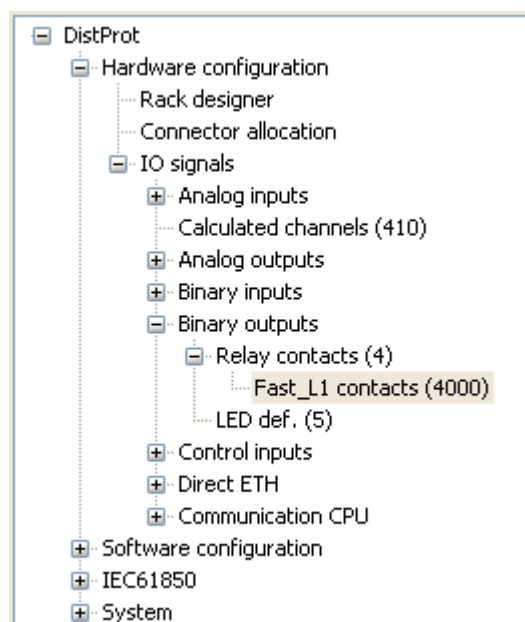 DistProt
Hardware configuration
Rack designer
Connector allocation
IO signals
Analog inputs
Calculated channels (410)
Analog outputs
Binary inputs
Binary outputs
Relay contacts (4)
Fast_L1 contacts (4000)
LED def. (5)
Control inputs
Direct ETH
Communication CPU
Software configuration
IEC61850
System